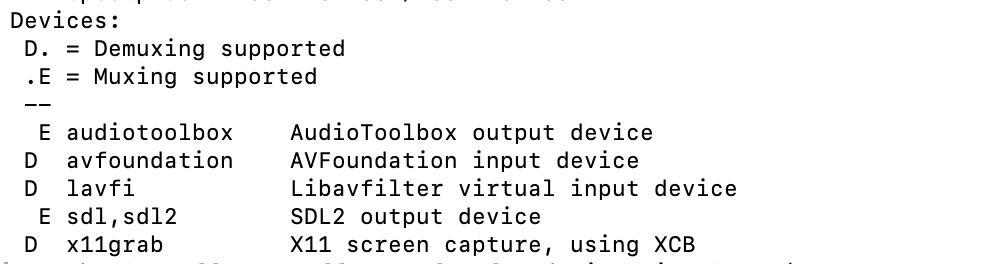 Devices:
D. = Demuxing supported
.E = Muxing supported
--
E audiotoolbox AudioToolbox output device
D avfoundation AVFoundation input device
D lavfi Libavfilter virtual input device
E sdl,sdl2 SDL2 output device
D x11grab X11 screen capture, using XCB